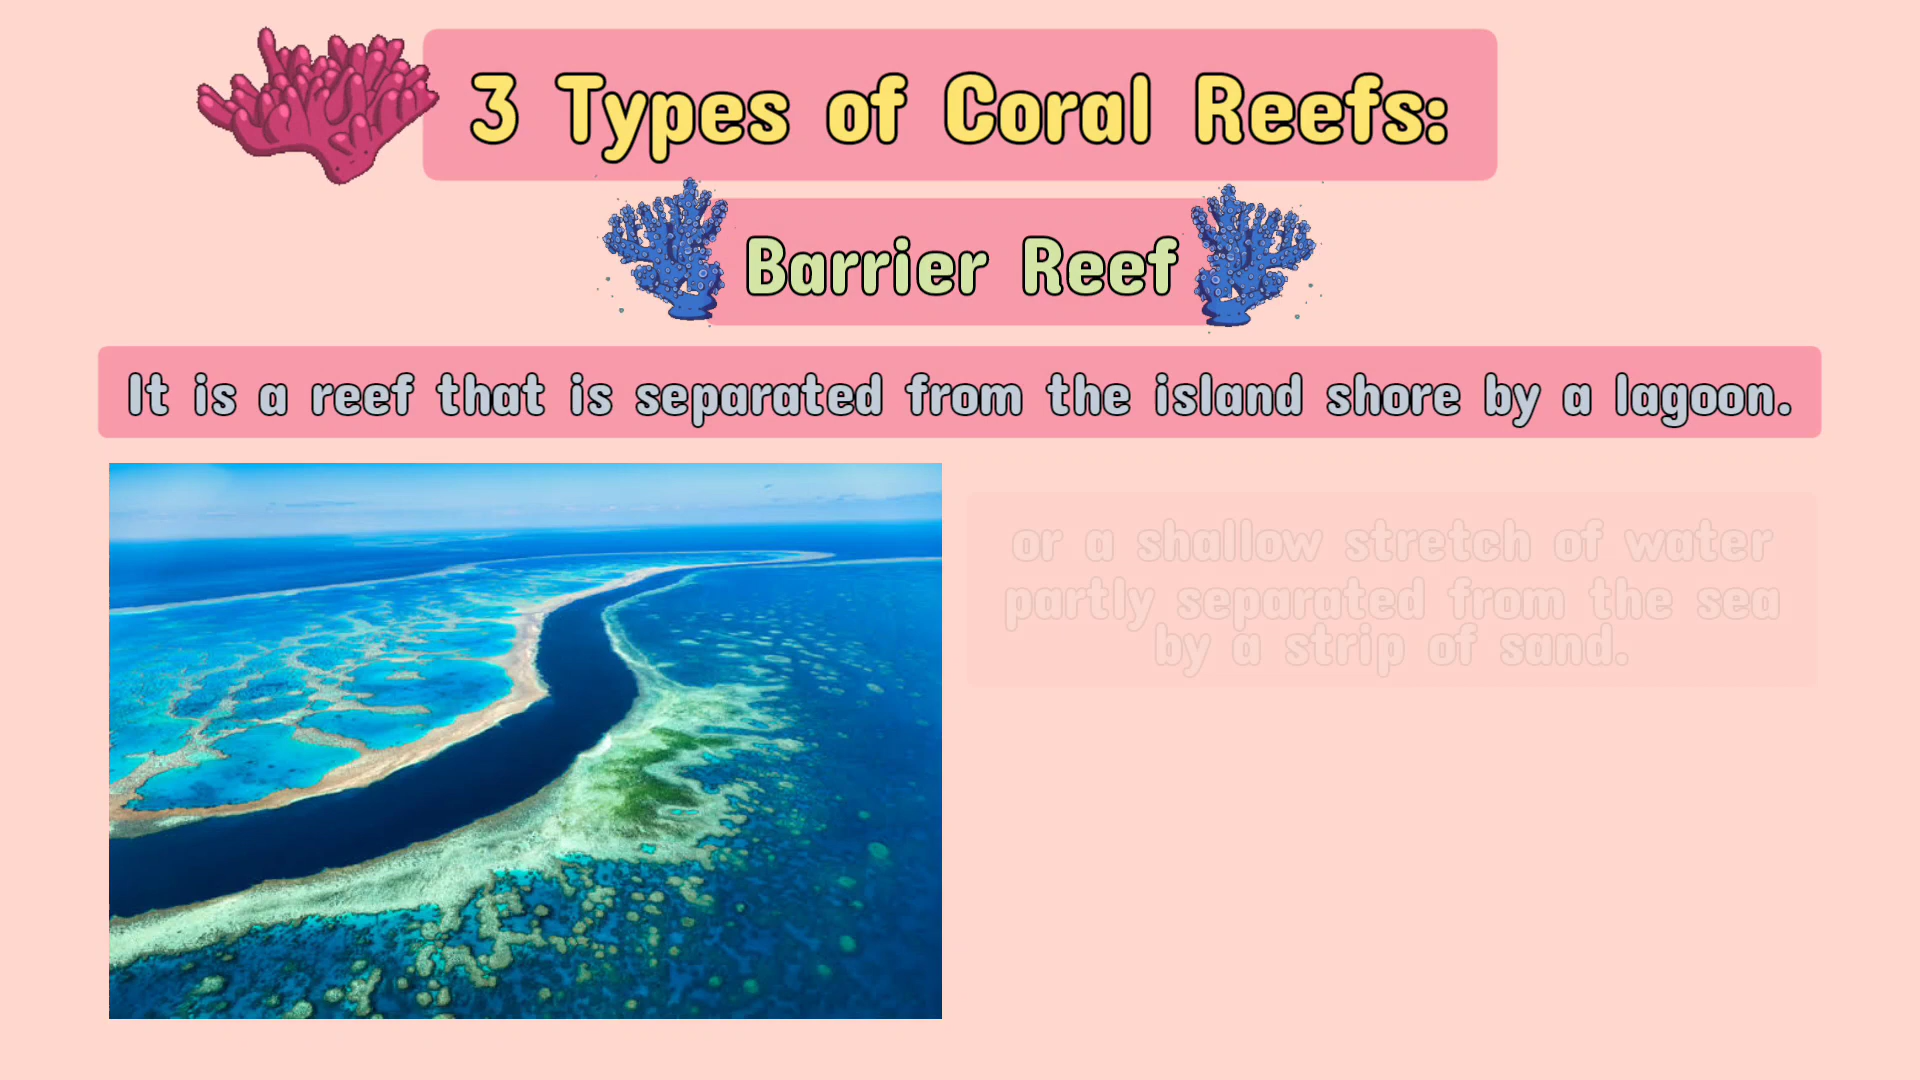 3 Types of Coral Reefs:
Barrier Reef
It is a reef that is separated from the island shore by a lagoon.
or a shallow stretch of water
partly separated from the sea
by a strip of sand.